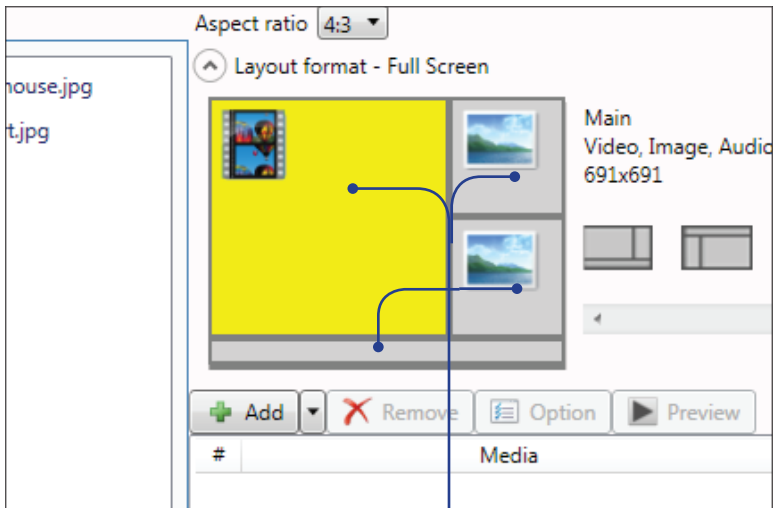 Aspect ratio 4:3
Layout format - Full Screen
house.jpg
t.jpg
Main
Video, Image, Audio
691x691
Add
Remove
Option
Preview
# Media